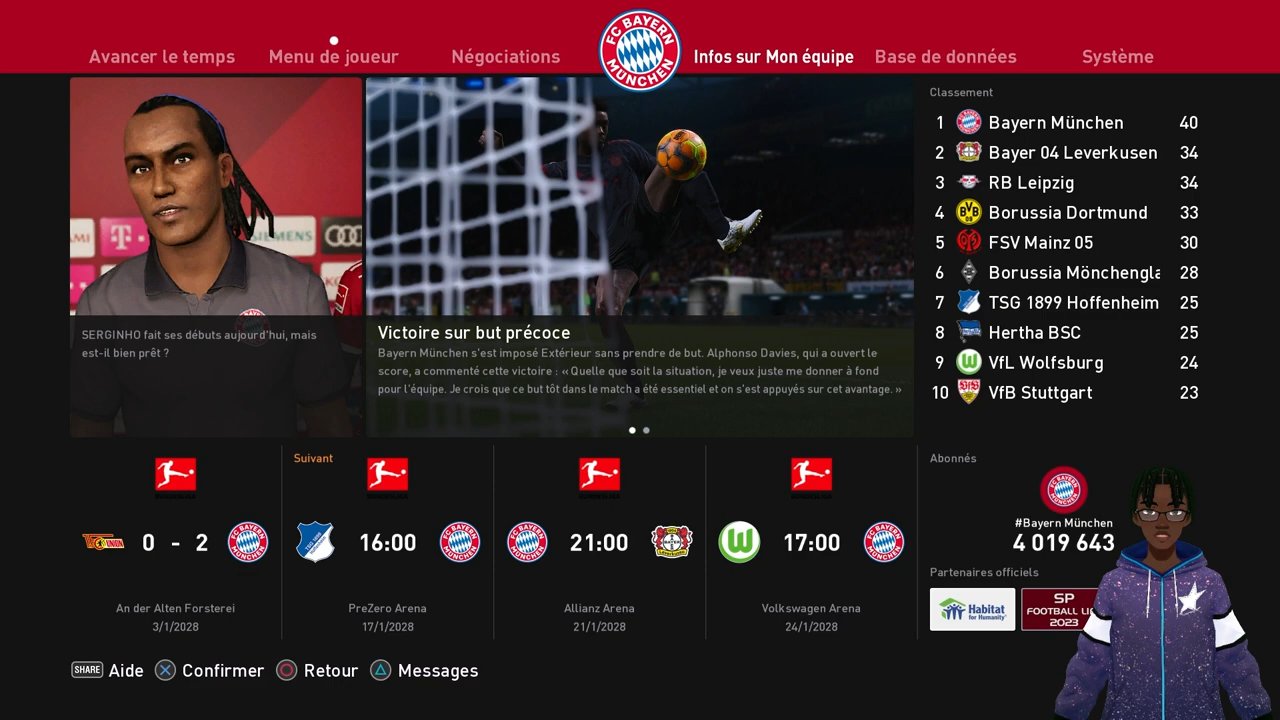 Avancer le temps
Menu de joueur
Négociations
FC BAYERN
MÜNCHEN
Infos sur Mon équipe
Base de données
Système
SIEMENS
SERGINHO fait ses débuts aujourd'hui, mais
est-il bien prêt ?
Victoire sur but précoce
Bayern München s'est imposé Extérieur sans prendre de but. Alphonso Davies, qui a ouvert le
score, a commenté cette victoire : « Quelle que soit la situation, je veux juste me donner à fond
pour l'équipe. Je crois que ce but tôt dans le match a été essentiel et on s'est appuyés sur cet avantage. »
Classement
1 Bayern München 40
2 Bayer 04 Leverkusen 34
3 RB Leipzig 34
4 Borussia Dortmund 33
5 FSV Mainz 05 30
6 Borussia Mönchengla 28
7 TSG 1899 Hoffenheim 25
8 Hertha BSC 25
9 VfL Wolfsburg 24
10 VfB Stuttgart 23
0 - 2
An der Alten Forsterei
3/1/2028
Suivant
16:00
PreZero Arena
17/1/2028
21:00
Allianz Arena
21/1/2028
17:00
Volkswagen Arena
24/1/2028
Abonnés
#Bayern München
4 019 643
Partenaires officiels
Habitat
for Humanity
SP
FOOTBALL
2023
SHARE Aide
Confirmer
Retour
Messages